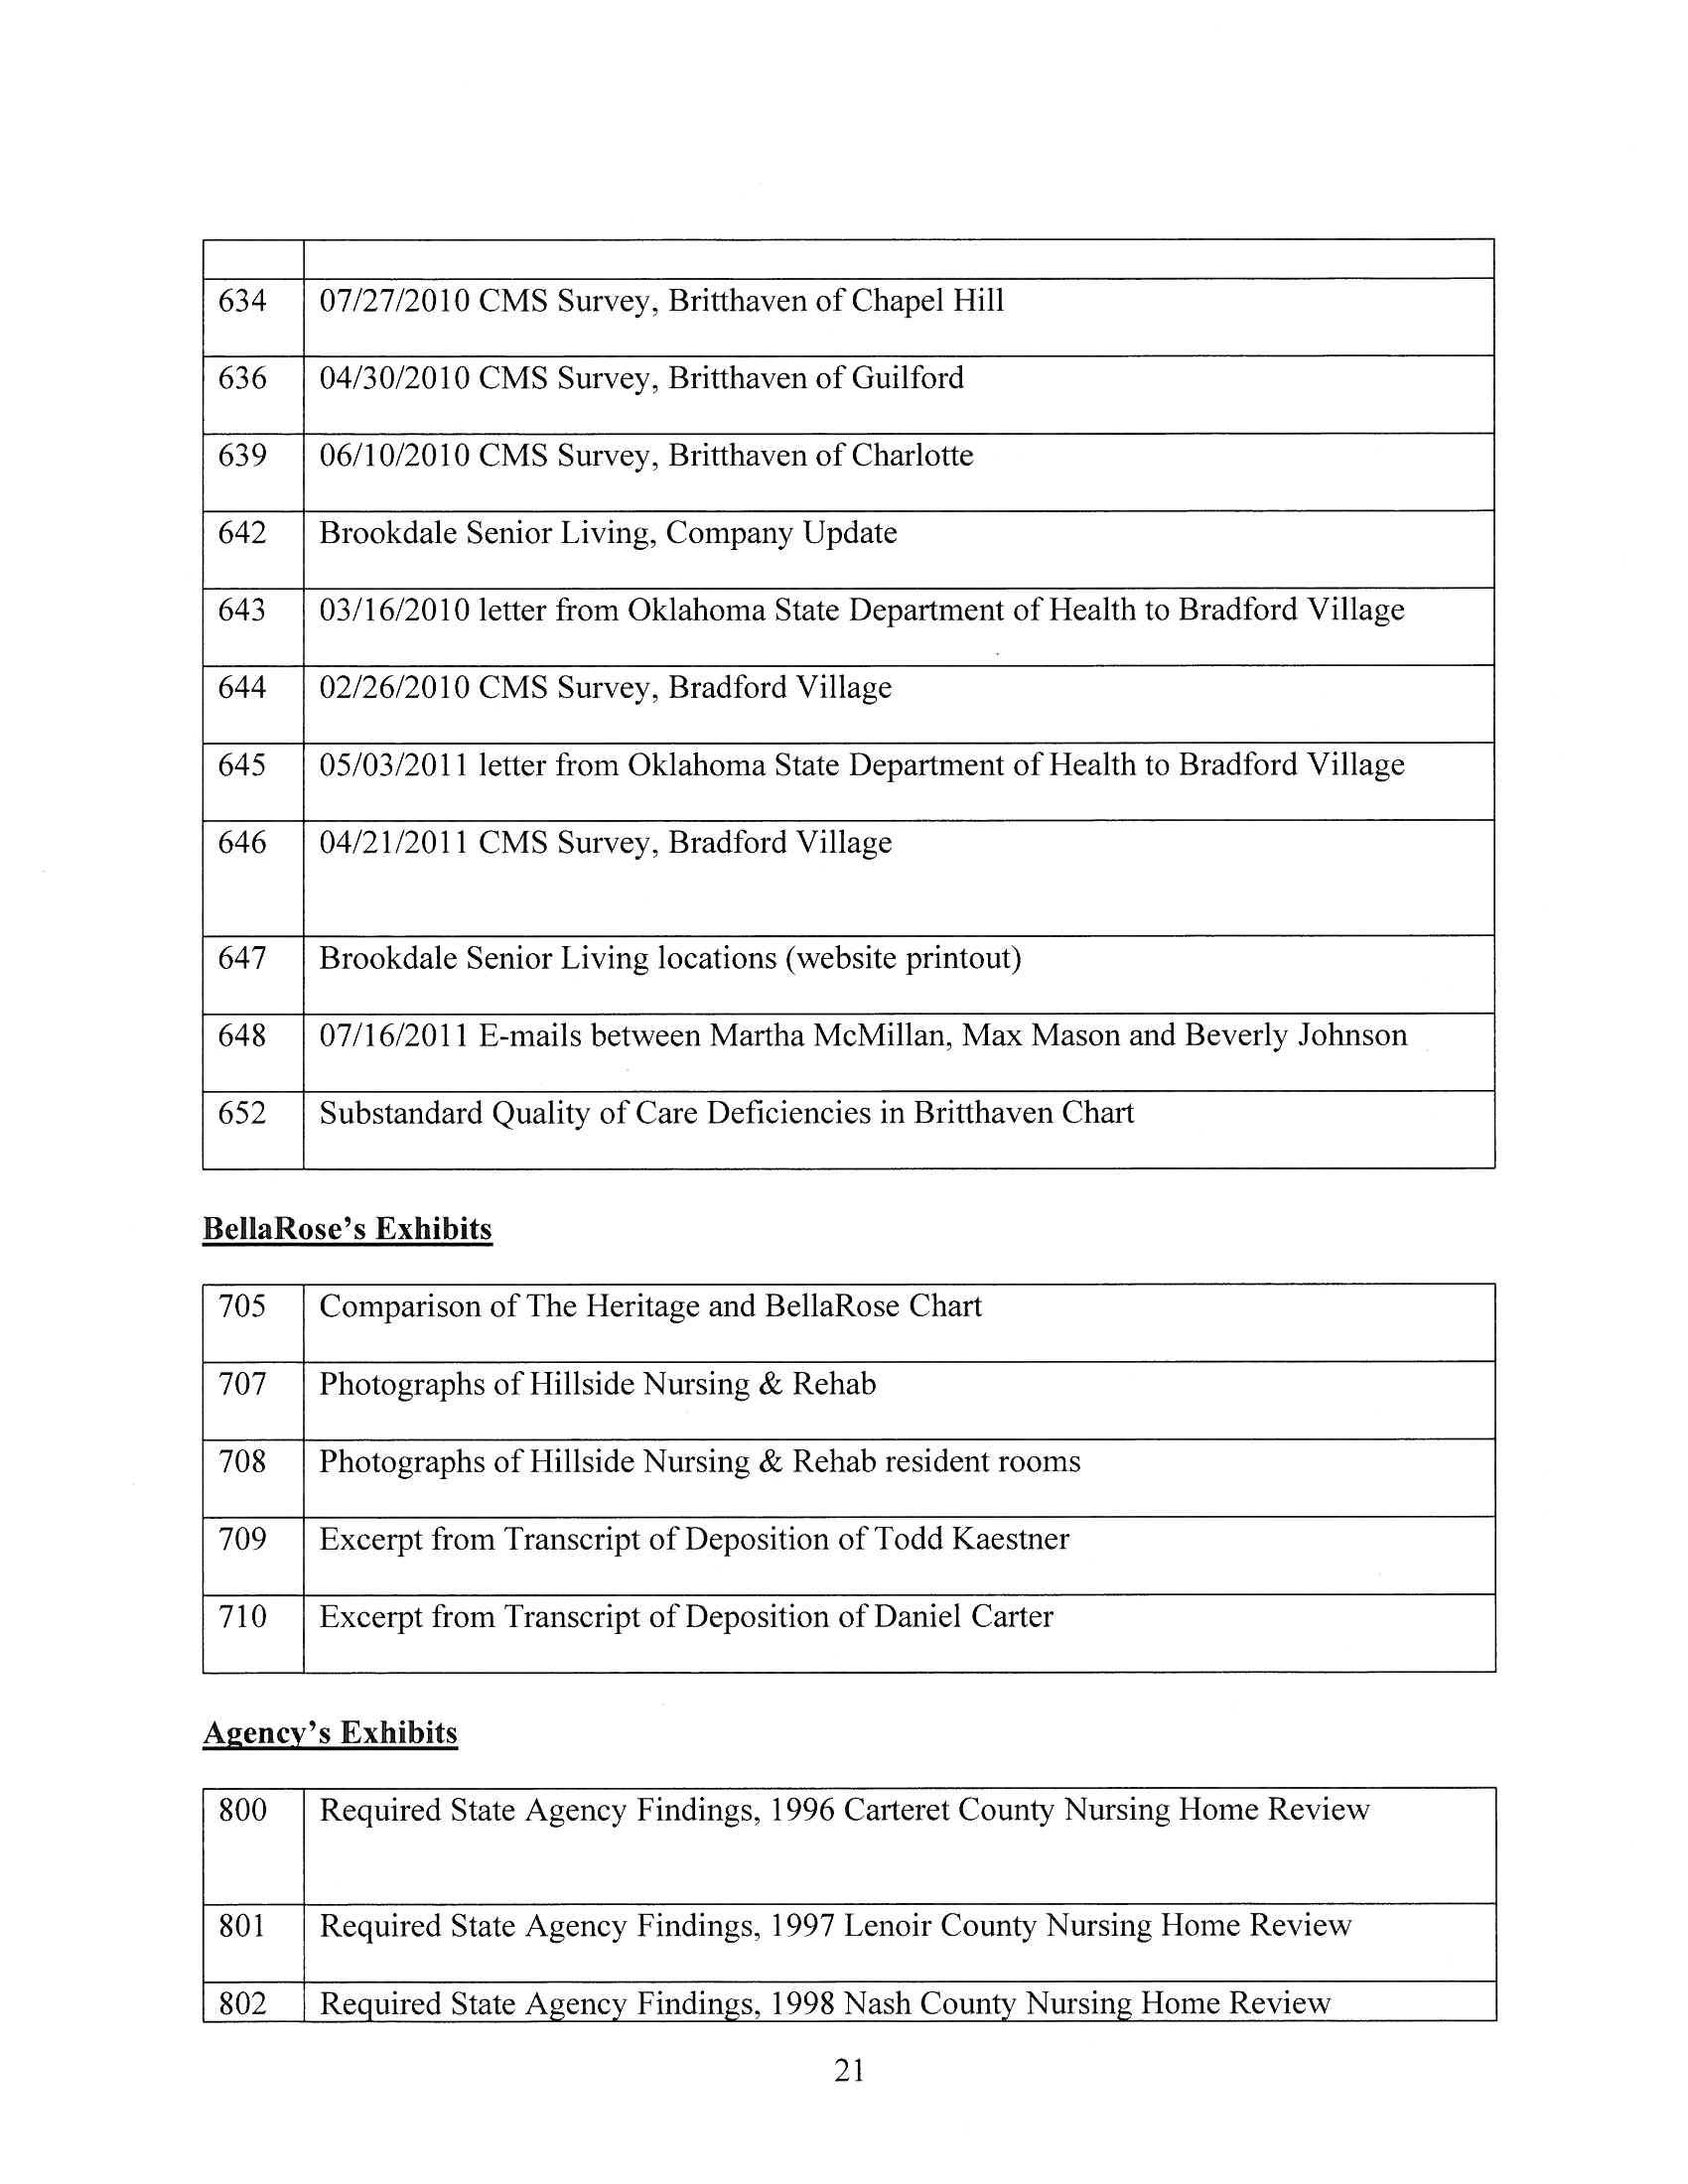 634 07/27/2010 CMS Survey, Britthaven of Chapel Hill
636 04/30/2010 CMS Survey, Britthaven of Guilford
639 06/10/2010 CMS Survey, Britthaven of Charlotte
642 Brookdale Senior Living, Company Update
643 03/16/2010 letter from Oklahoma State Department of Health to Bradford Village
644 02/26/2010 CMS Survey, Bradford Village
645 05/03/2011 letter from Oklahoma State Department of Health to Bradford Village
646 04/21/2011 CMS Survey, Bradford Village
647 Brookdale Senior Living locations (website printout)
648 07/16/2011 E-mails between Martha McMillan, Max Mason and Beverly Johnson
652 Substandard Quality of Care Deficiencies in Britthaven Chart
BellaRose's Exhibits
705 Comparison of The Heritage and BellaRose Chart
707 Photographs of Hillside Nursing & Rehab
708 Photographs of Hillside Nursing & Rehab resident rooms
709 Excerpt from Transcript of Deposition of Todd Kaestner
710 Excerpt from Transcript of Deposition of Daniel Carter
Agency's Exhibits
800 Required State Agency Findings, 1996 Carteret County Nursing Home Review
801 Required State Agency Findings, 1997 Lenoir County Nursing Home Review
802 Required State Agency Findings, 1998 Nash County Nursing Home Review
21